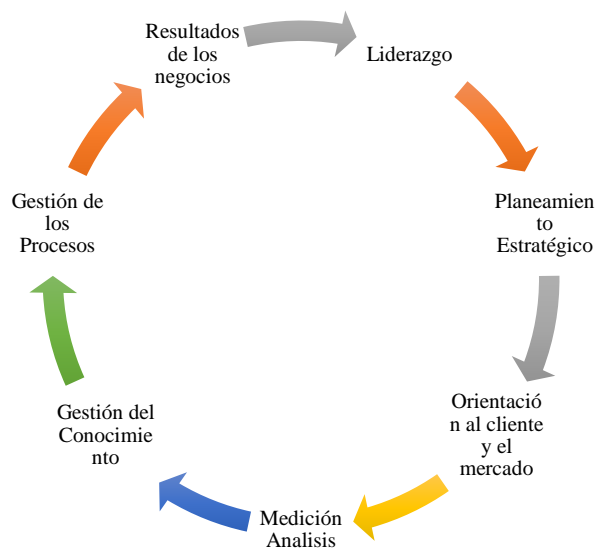 Resultados
de los
negocios
Liderazgo
Planeamien
to
Estratégico
Orientació
n al cliente
y el
mercado
Medición
Analisis
Gestión del
Conocimie
nto
Gestión de
los
Procesos